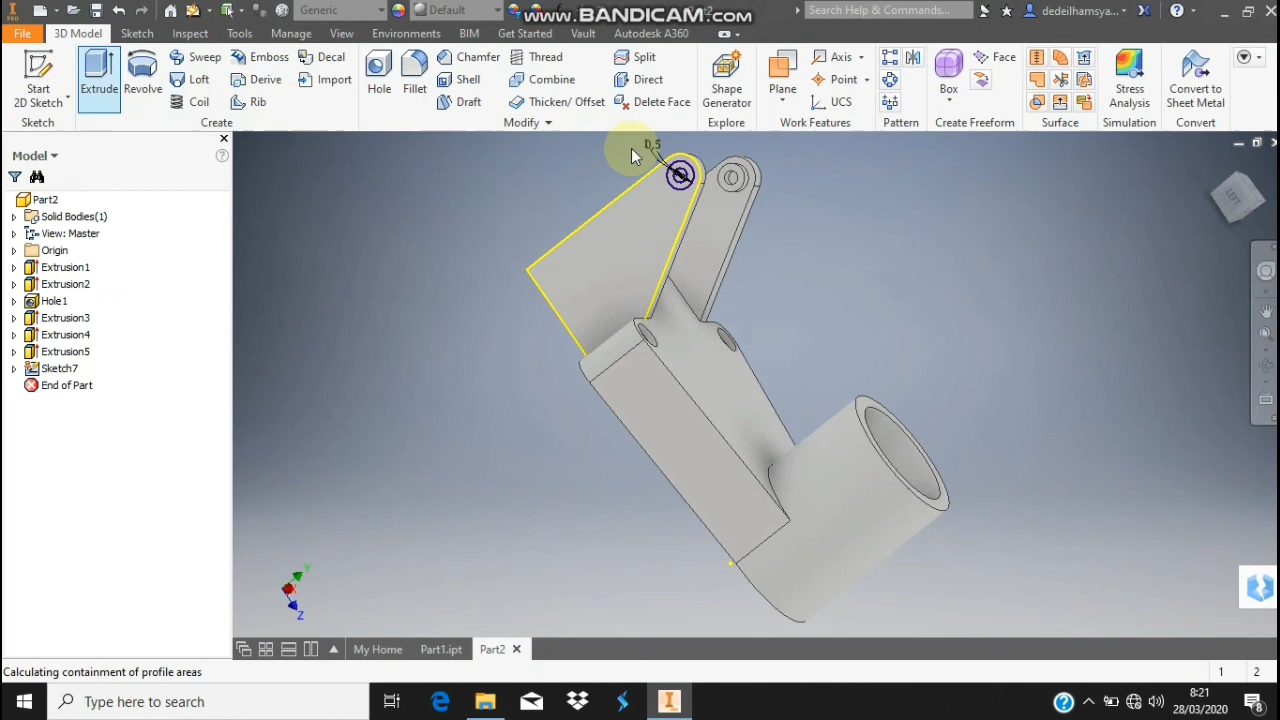 www.BANDICAM.com
Generic
Default
Search Help & Commands...
dedeilhamsya...
PRO
File
3D Model
Sketch
Inspect
Tools
Manage
View
Environments
BIM
Get Started
Vault
Autodesk A360
Start
2D Sketch
Extrude
Revolve
Sweep
Loft
Coil
Emboss
Derive
Rib
Decal
Import
Hole
Fillet
Chamfer
Shell
Draft
Thread
Combine
Thicken/ Offset
Split
Direct
Delete Face
Shape
Generator
Plane
Axis
Point
UCS
Box
Face
Stress
Analysis
Convert to
Sheet Metal
Sketch
Create
Modify
Explore
Work Features
Pattern
Create Freeform
Surface
Simulation
Convert
Model
Part2
Solid Bodies(1)
View: Master
Origin
Extrusion1
Extrusion2
Hole1
Extrusion3
Extrusion4
Extrusion5
Sketch7
End of Part
LEFT
Y
Z
My Home
Part1.ipt
Part2
Calculating containment of profile areas
1
2
Type here to search
8:21
28/03/2020
8